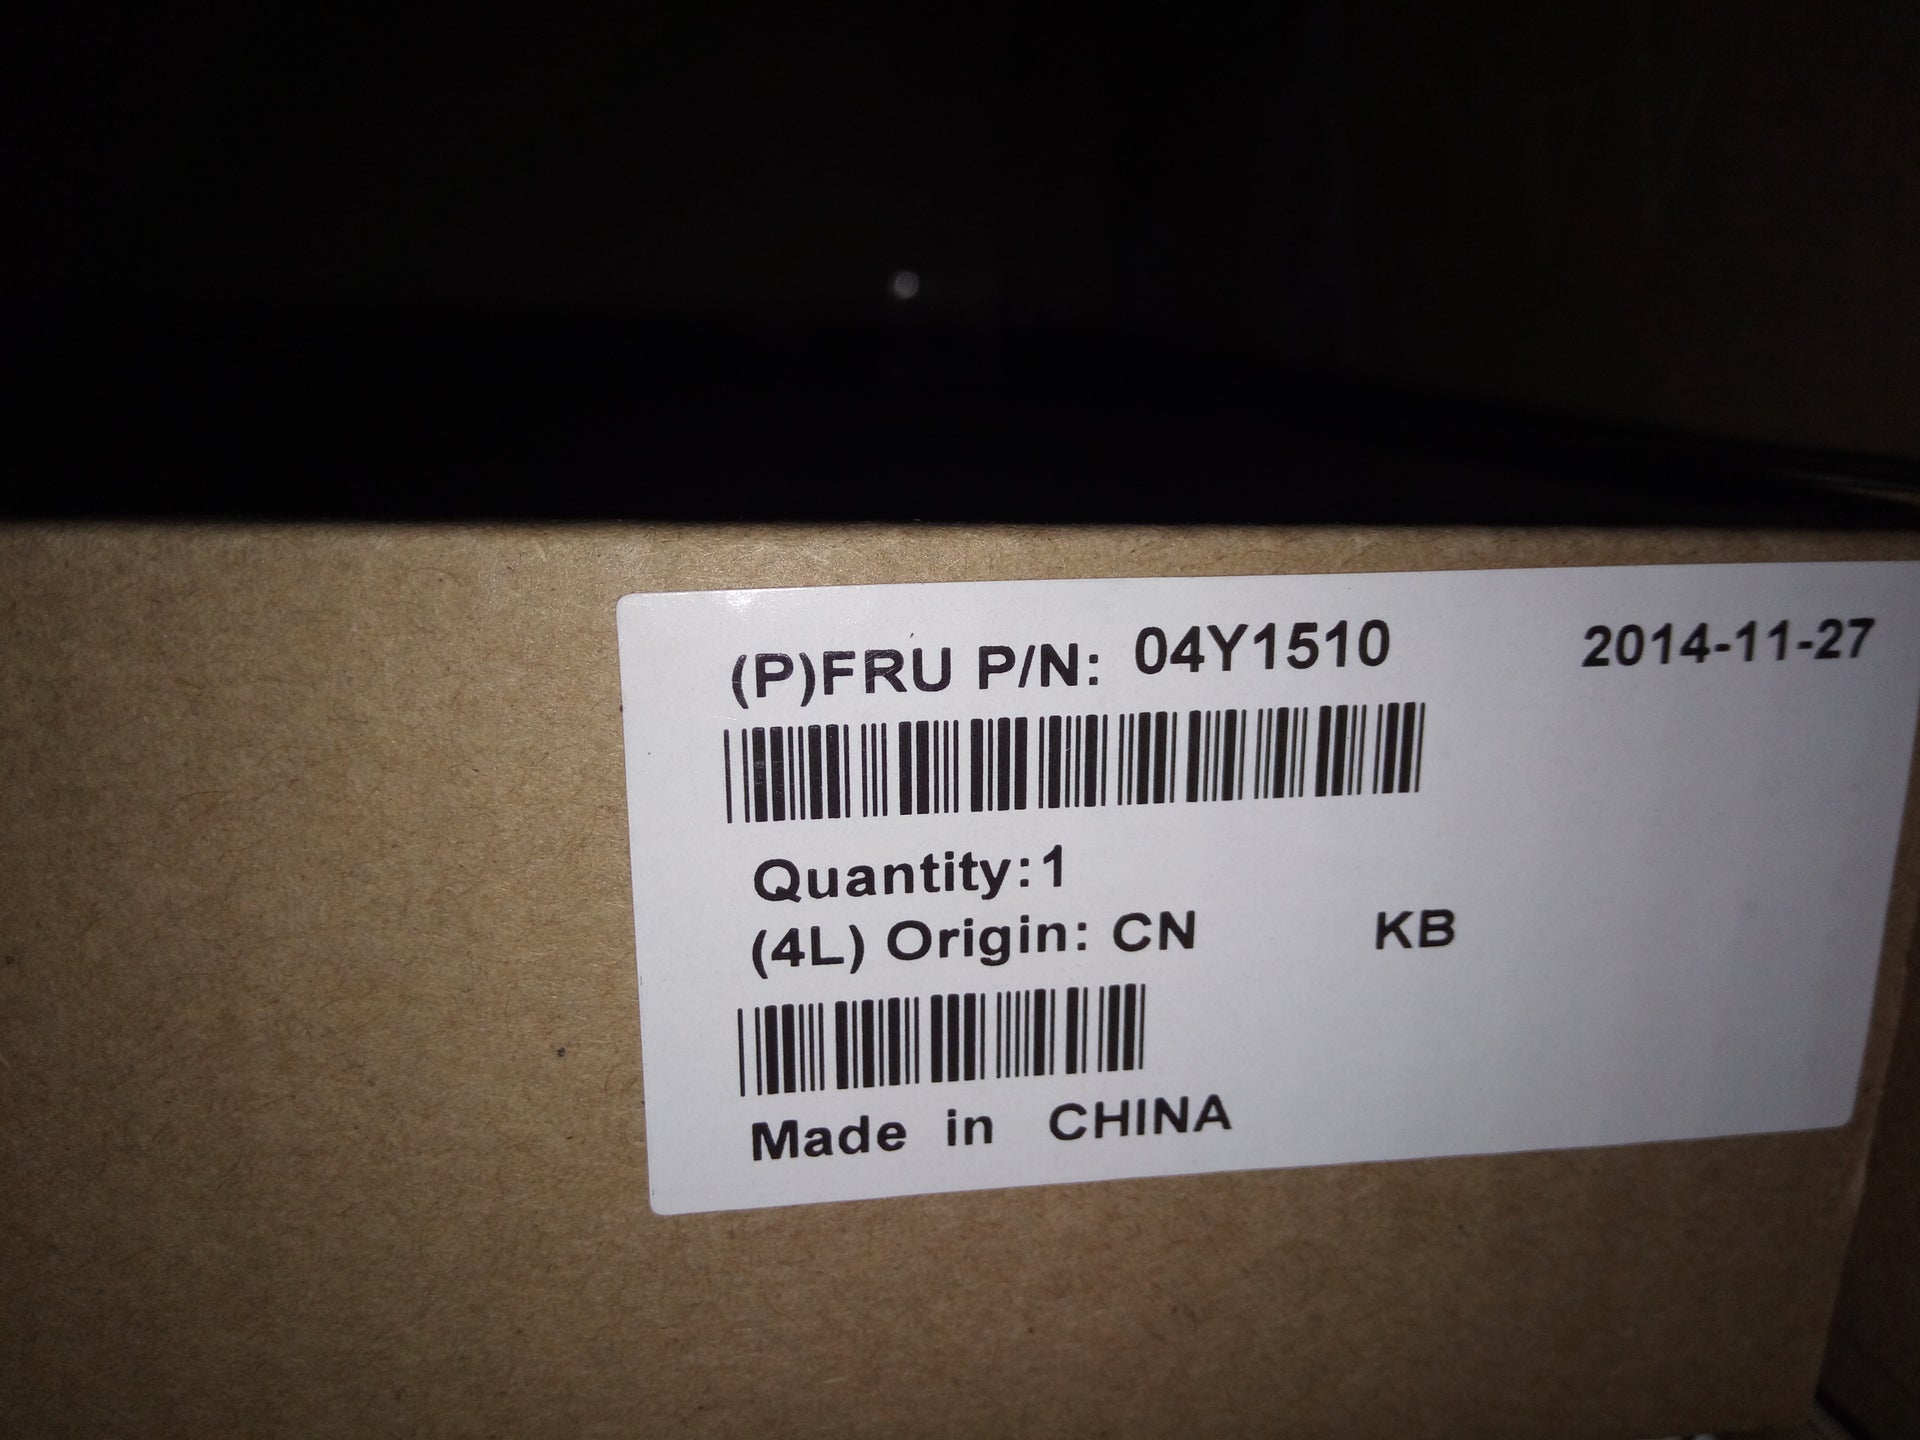 (P)FRU P/N: 04Y1510 2014-11-27
Quantity:1
(4L) Origin: CN KB
Made in CHINA